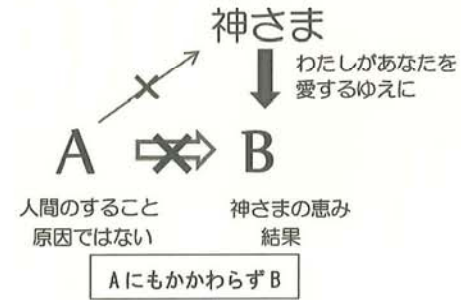 神さま
わたしがあなたを
愛するゆえに
A
B
人間のすること
原因ではない
神さまの恵み
結果
AにもかかわらずB